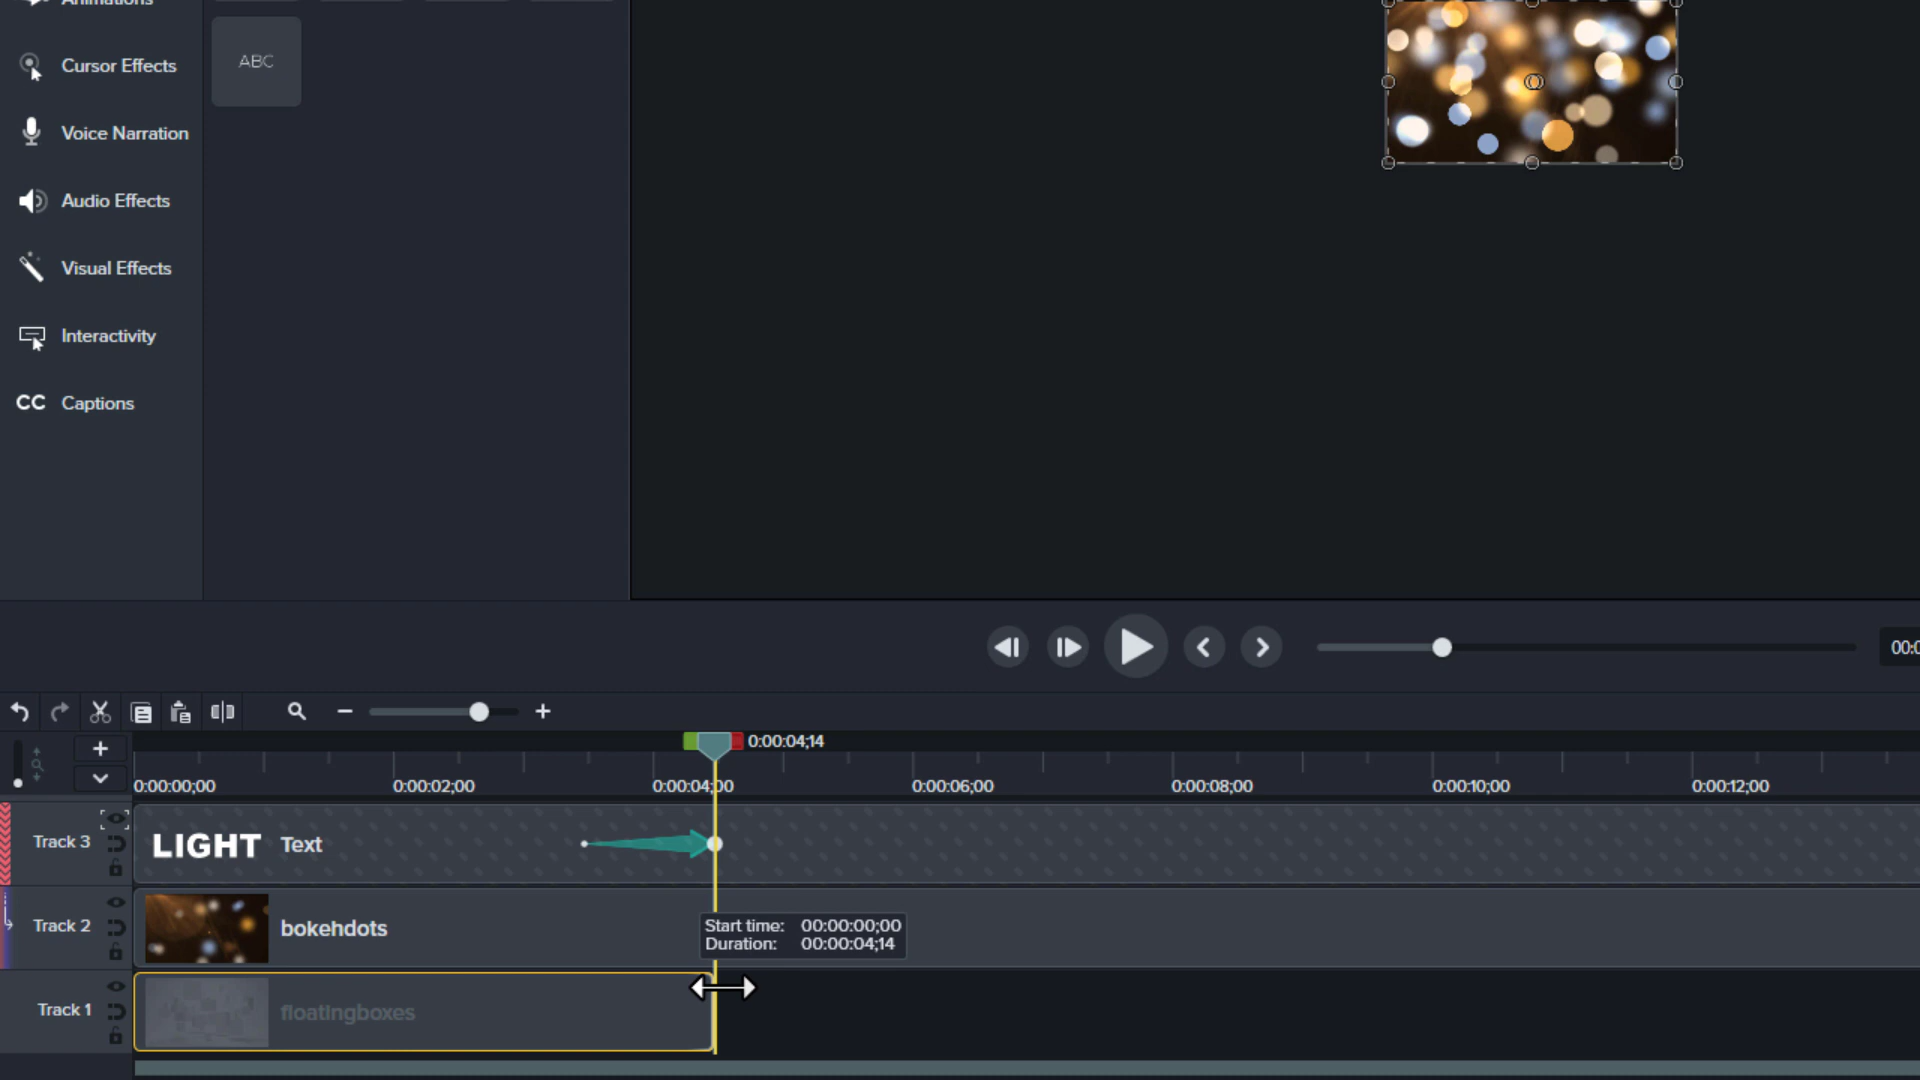 Animations
Cursor Effects
Voice Narration
Audio Effects
Visual Effects
Interactivity
CC Captions
ABC
0:00:04;14
0:00:00;00
0:00:02;00
0:00:04;00
0:00:06;00
0:00:08;00
0:00:10;00
0:00:12;00
Track 3
LIGHT Text
Track 2
bokehdots
Start time: 00:00:00;00
Duration: 00:00:04;14
Track 1
floatingboxes